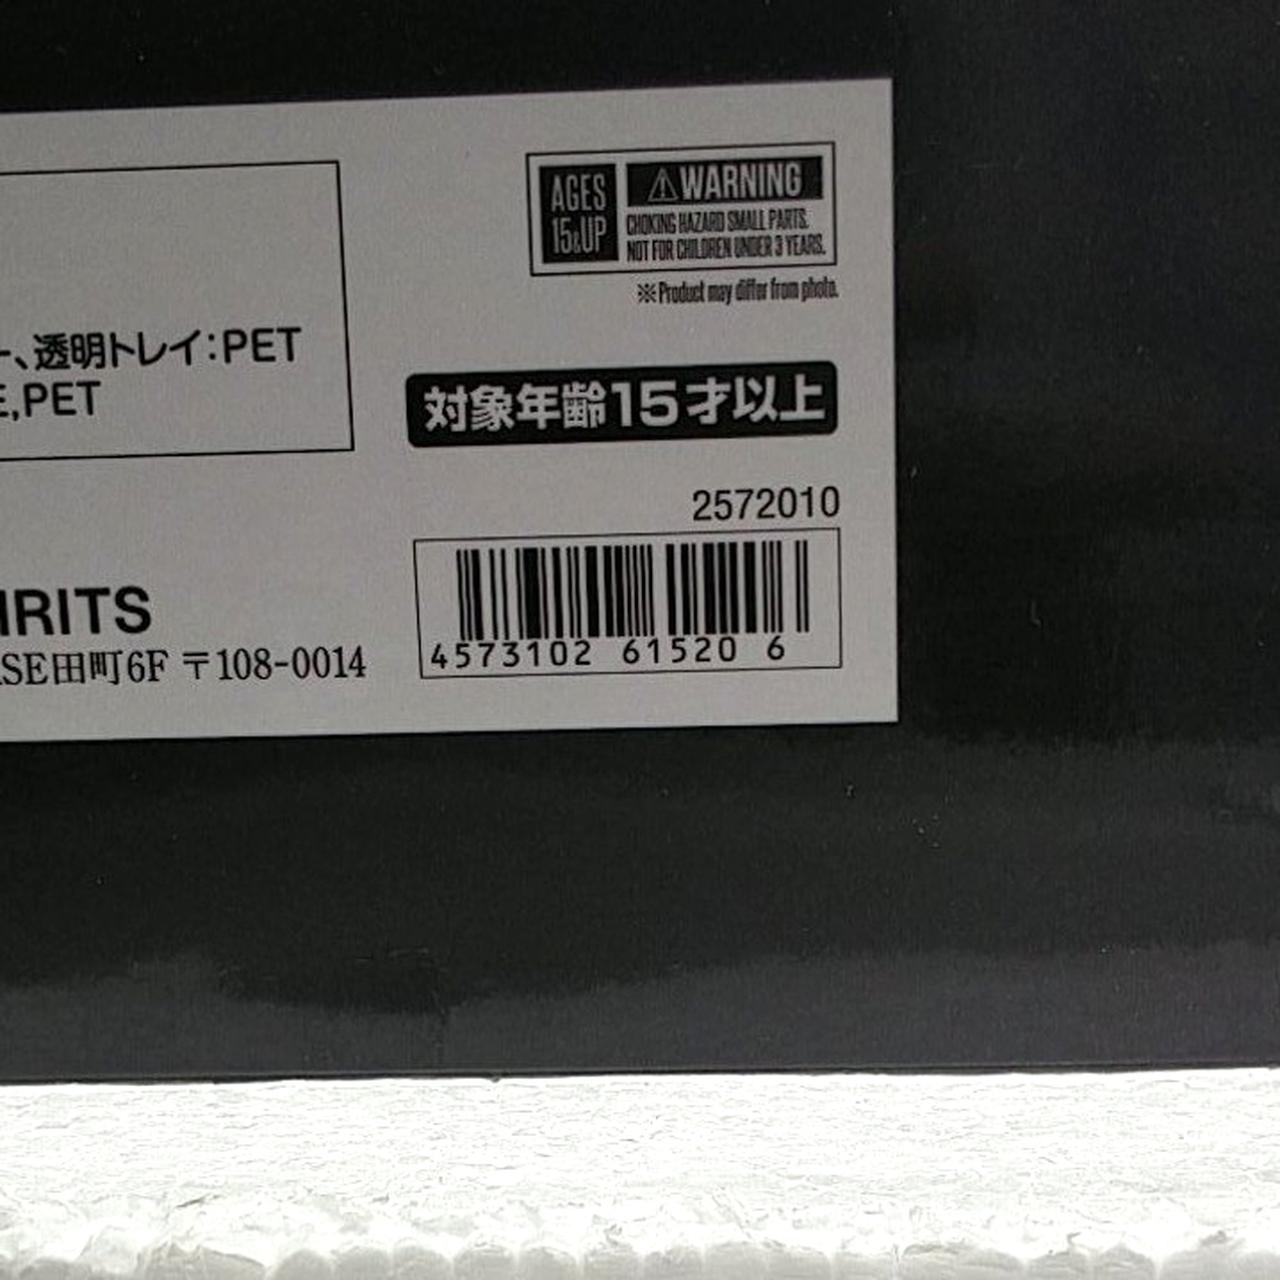 AGES
15&UP
⚠WARNING
CHOKING HAZARD SMALL PARTS.
NOT FOR CHILDREN UNDER 3 YEARS.
※Product may differ from photo.
ー、透明トレイ:PET
E,PET
対象年齢15才以上
2572010
IRITS
SE田町6F 〒108-0014
4573102 61520 6